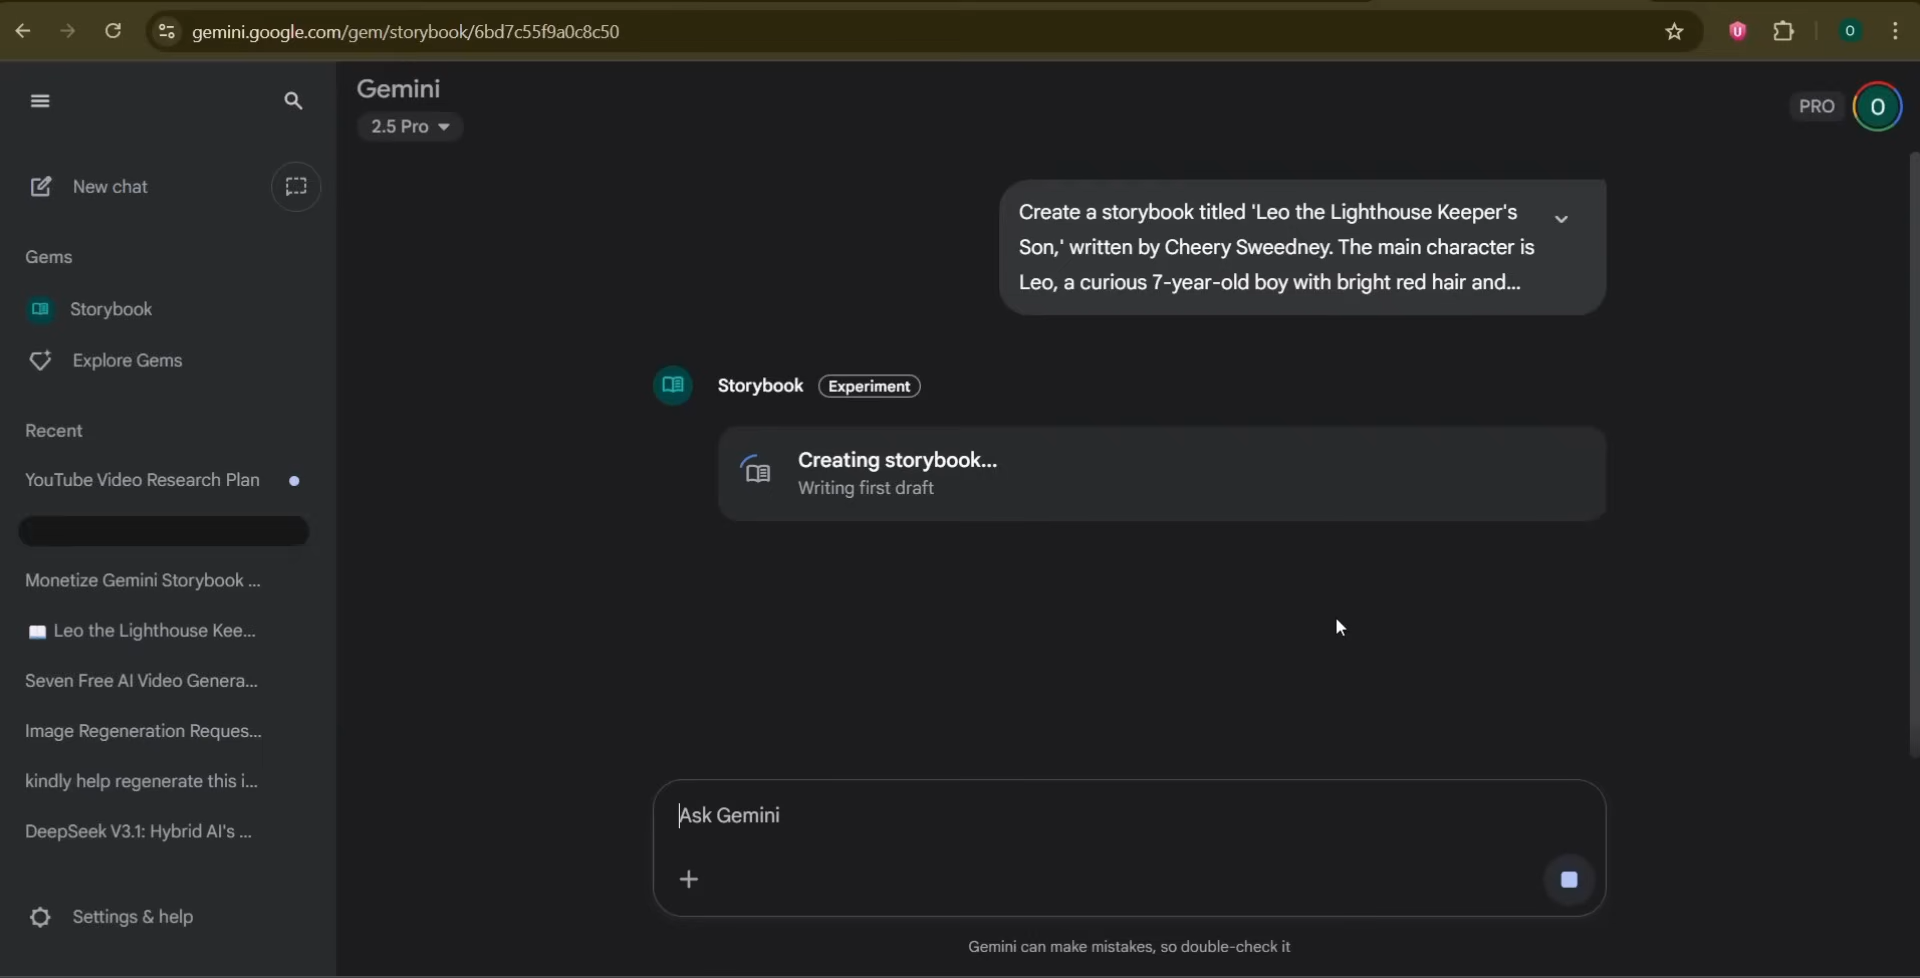 gemini.google.com/gem/storybook/6bd7c55f9a0c8c50
O
Gemini
2.5 Pro
PRO
O
New chat
Gems
Storybook
Explore Gems
Recent
YouTube Video Research Plan
Monetize Gemini Storybook ...
Leo the Lighthouse Kee...
Seven Free AI Video Genera...
Image Regeneration Reques...
kindly help regenerate this i...
DeepSeek V3.1: Hybrid AI's ...
Settings & help
Create a storybook titled 'Leo the Lighthouse Keeper's
Son,' written by Cheery Sweedney. The main character is
Leo, a curious 7-year-old boy with bright red hair and...
Storybook Experiment
Creating storybook...
Writing first draft
Ask Gemini
Gemini can make mistakes, so double-check it